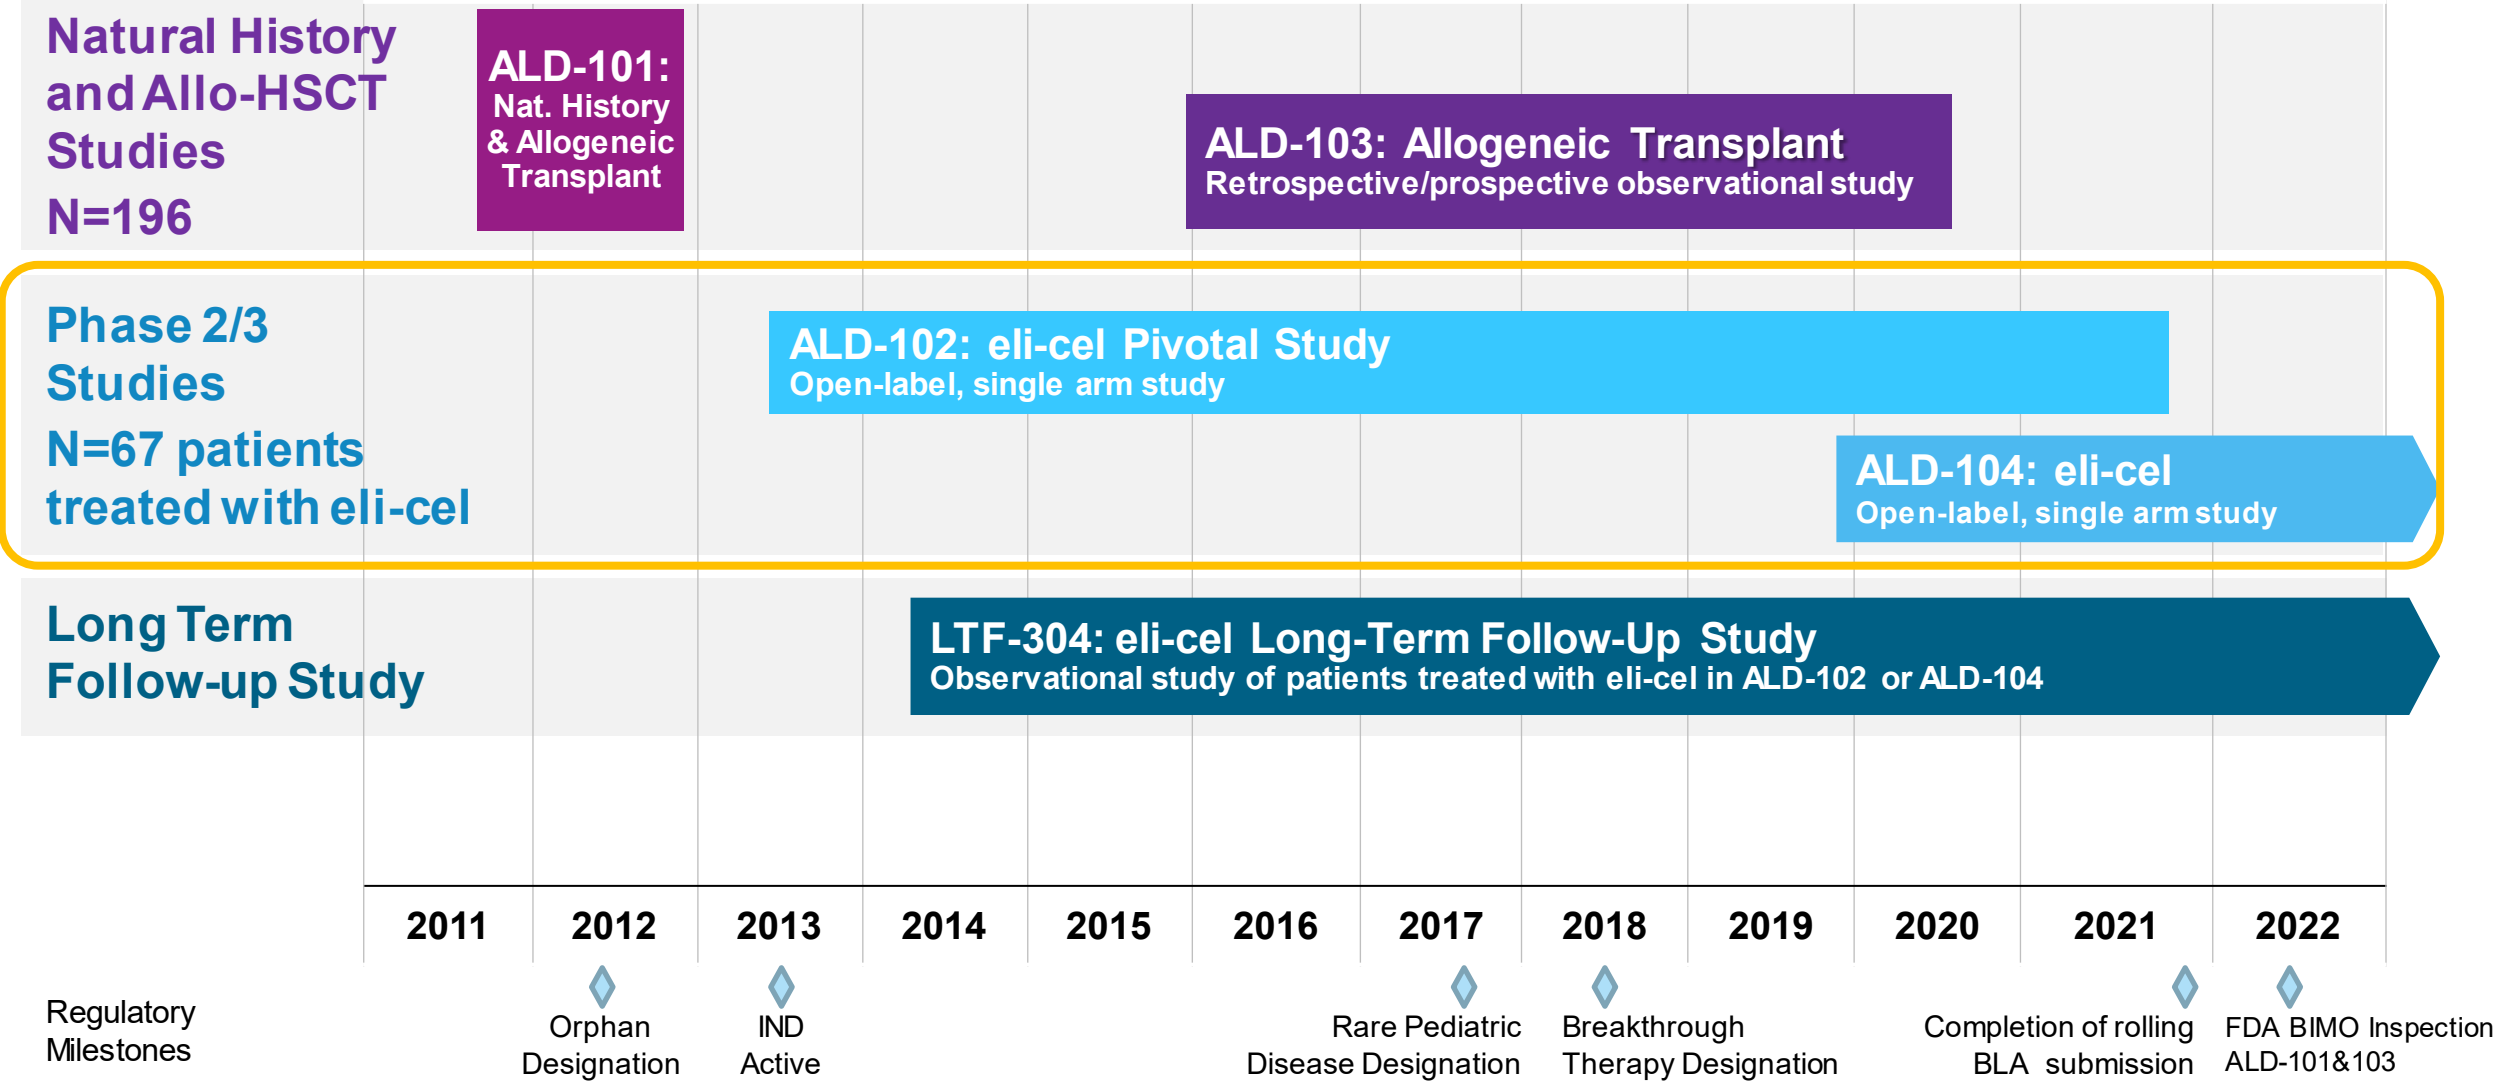 Natural History
and Allo-HSCT
Studies
N=196
ALD-101:
Nat. History
& Allogeneic
Transplant
ALD-103: Allogeneic Transplant
Retrospective/prospective observational study
Phase 2/3
Studies
N=67 patients
treated with eli-cel
ALD-102: eli-cel Pivotal Study
Open-label, single arm study
ALD-104: eli-cel
Open-label, single arm study
Long Term
Follow-up Study
LTF-304: eli-cel Long-Term Follow-Up Study
Observational study of patients treated with eli-cel in ALD-102 or ALD-104
2011 2012 2013 2014 2015 2016 2017 2018 2019 2020 2021 2022
Regulatory
Milestones
Orphan
Designation
IND
Active
Rare Pediatric
Disease Designation
Breakthrough
Therapy Designation
Completion of rolling
BLA submission
FDA BIMO Inspection
ALD-101&103